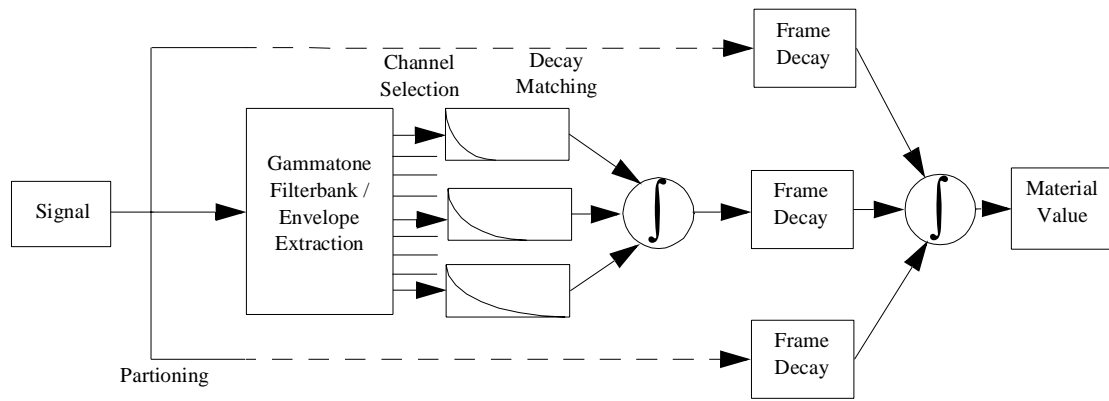 Frame
Decay
Channel
Selection
Decay
Matching
Signal
Gammatone
Filterbank /
Envelope
Extraction
∫
Frame
Decay
∫
Material
Value
Frame
Decay
Partioning